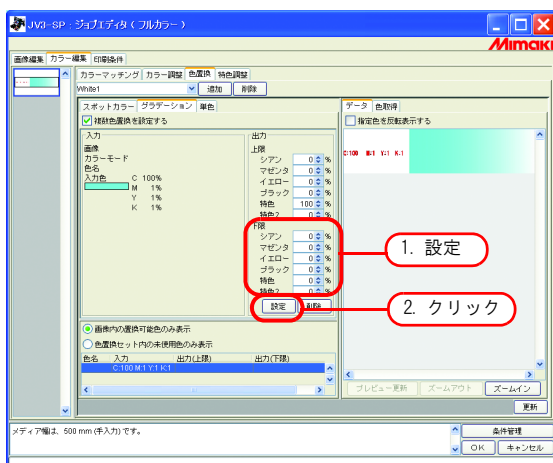 JV3-SP : ジョブエディタ ( フルカラー )
Mimaki
画像編集 カラー編集 印刷条件
カラーマッチング カラー調整 色置換 特色調整
White1 追加 削除
スポットカラー グラデーション 単色
複数色置換を設定する
入力
画像
カラーモード
色名
入力色 C 100%
M 1%
Y 1%
K 1%
出力
上限
シアン 0 %
マゼンタ 0 %
イエロー 0 %
ブラック 0 %
特色 100 %
特色2 0 %
下限
シアン 0 %
マゼンタ 0 %
イエロー 0 %
ブラック 0 %
特色 0 %
特色2 0 %
設定 削除
1. 設定
2. クリック
画像内の置換可能色のみ表示
色置換セット内の未使用色のみ表示
色名 入力 出力(上限) 出力(下限)
C:100 M:1 Y:1 K:1
データ 色取得
指定色を反転表示する
C:100 M:1 Y:1 K:1
プレビュー更新 ズームアウト ズームイン
更新
メディア幅は、500 mm (手入力) です。
条件管理
OK キャンセル